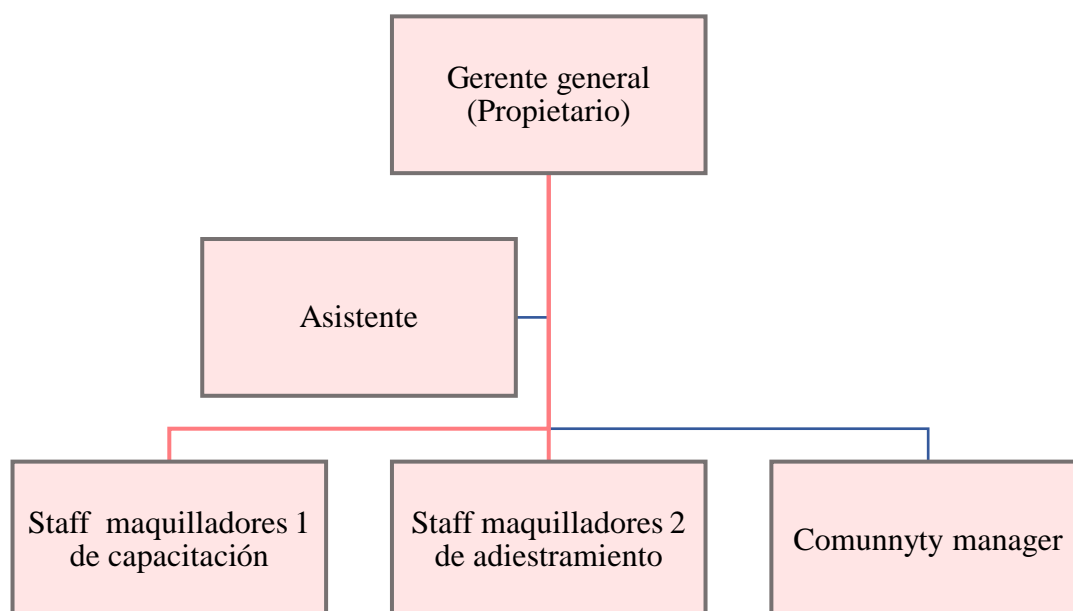 Gerente general
(Propietario)
Asistente
Staff  maquilladores 1
de capacitación
Staff maquilladores 2
de adiestramiento
Comunnyty manager